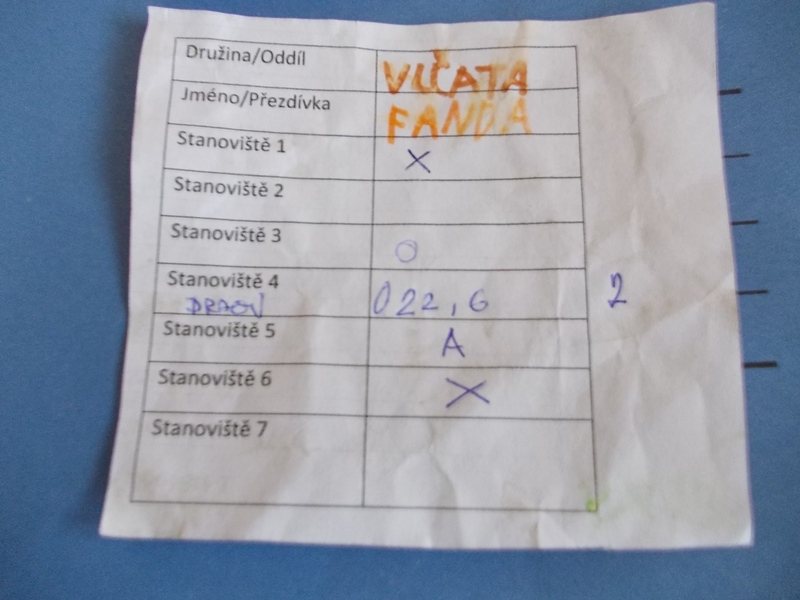 Družina/Oddíl VLČATA
Jméno/Přezdívka FANDA
Stanoviště 1 X
Stanoviště 2
Stanoviště 3 O
Stanoviště 4 022,6 2
Stanoviště 5 A
Stanoviště 6 X
Stanoviště 7